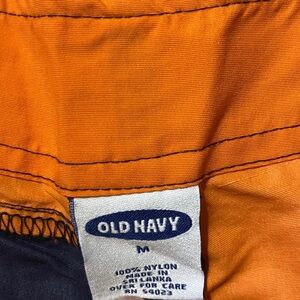 OLD NAVY
M
100% NYLON
MADE IN
SRI LANKA
OVER FOR CARE
RN 54023